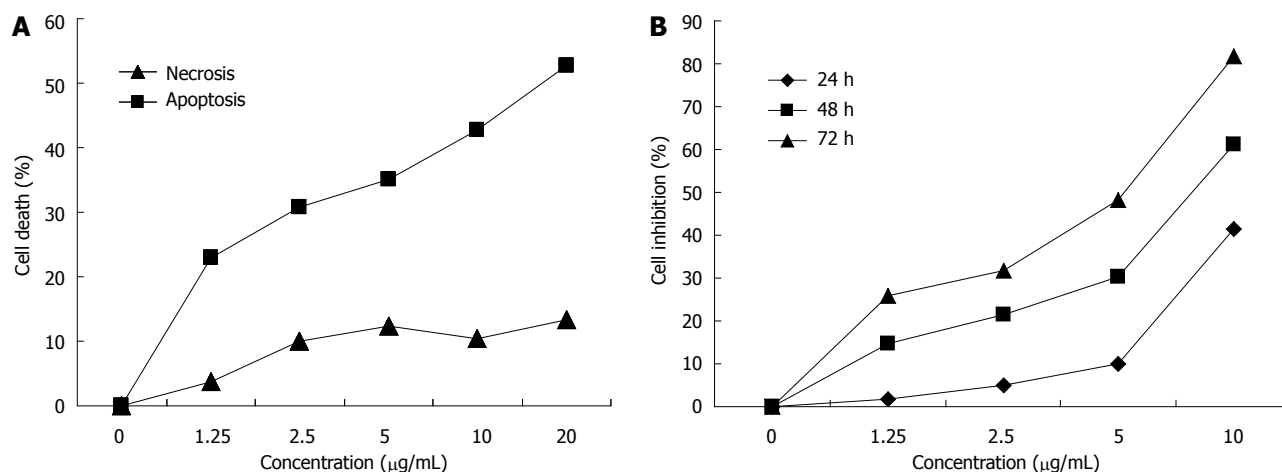 A
60
50
40
30
20
10
0
Cell death (%)
Necrosis
Apoptosis
0 1.25 2.5 5 10 20
Concentration (μg/mL)
B
90
80
70
60
50
40
30
20
10
0
Cell inhibition (%)
24 h
48 h
72 h
0 1.25 2.5 5 10
Concentration (μg/mL)